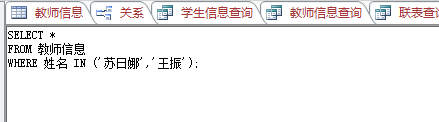 教师信息 关系 学生信息查询 教师信息查询 联表查询
SELECT *
FROM 教师信息
WHERE 姓名 IN ('苏日娜','王振');